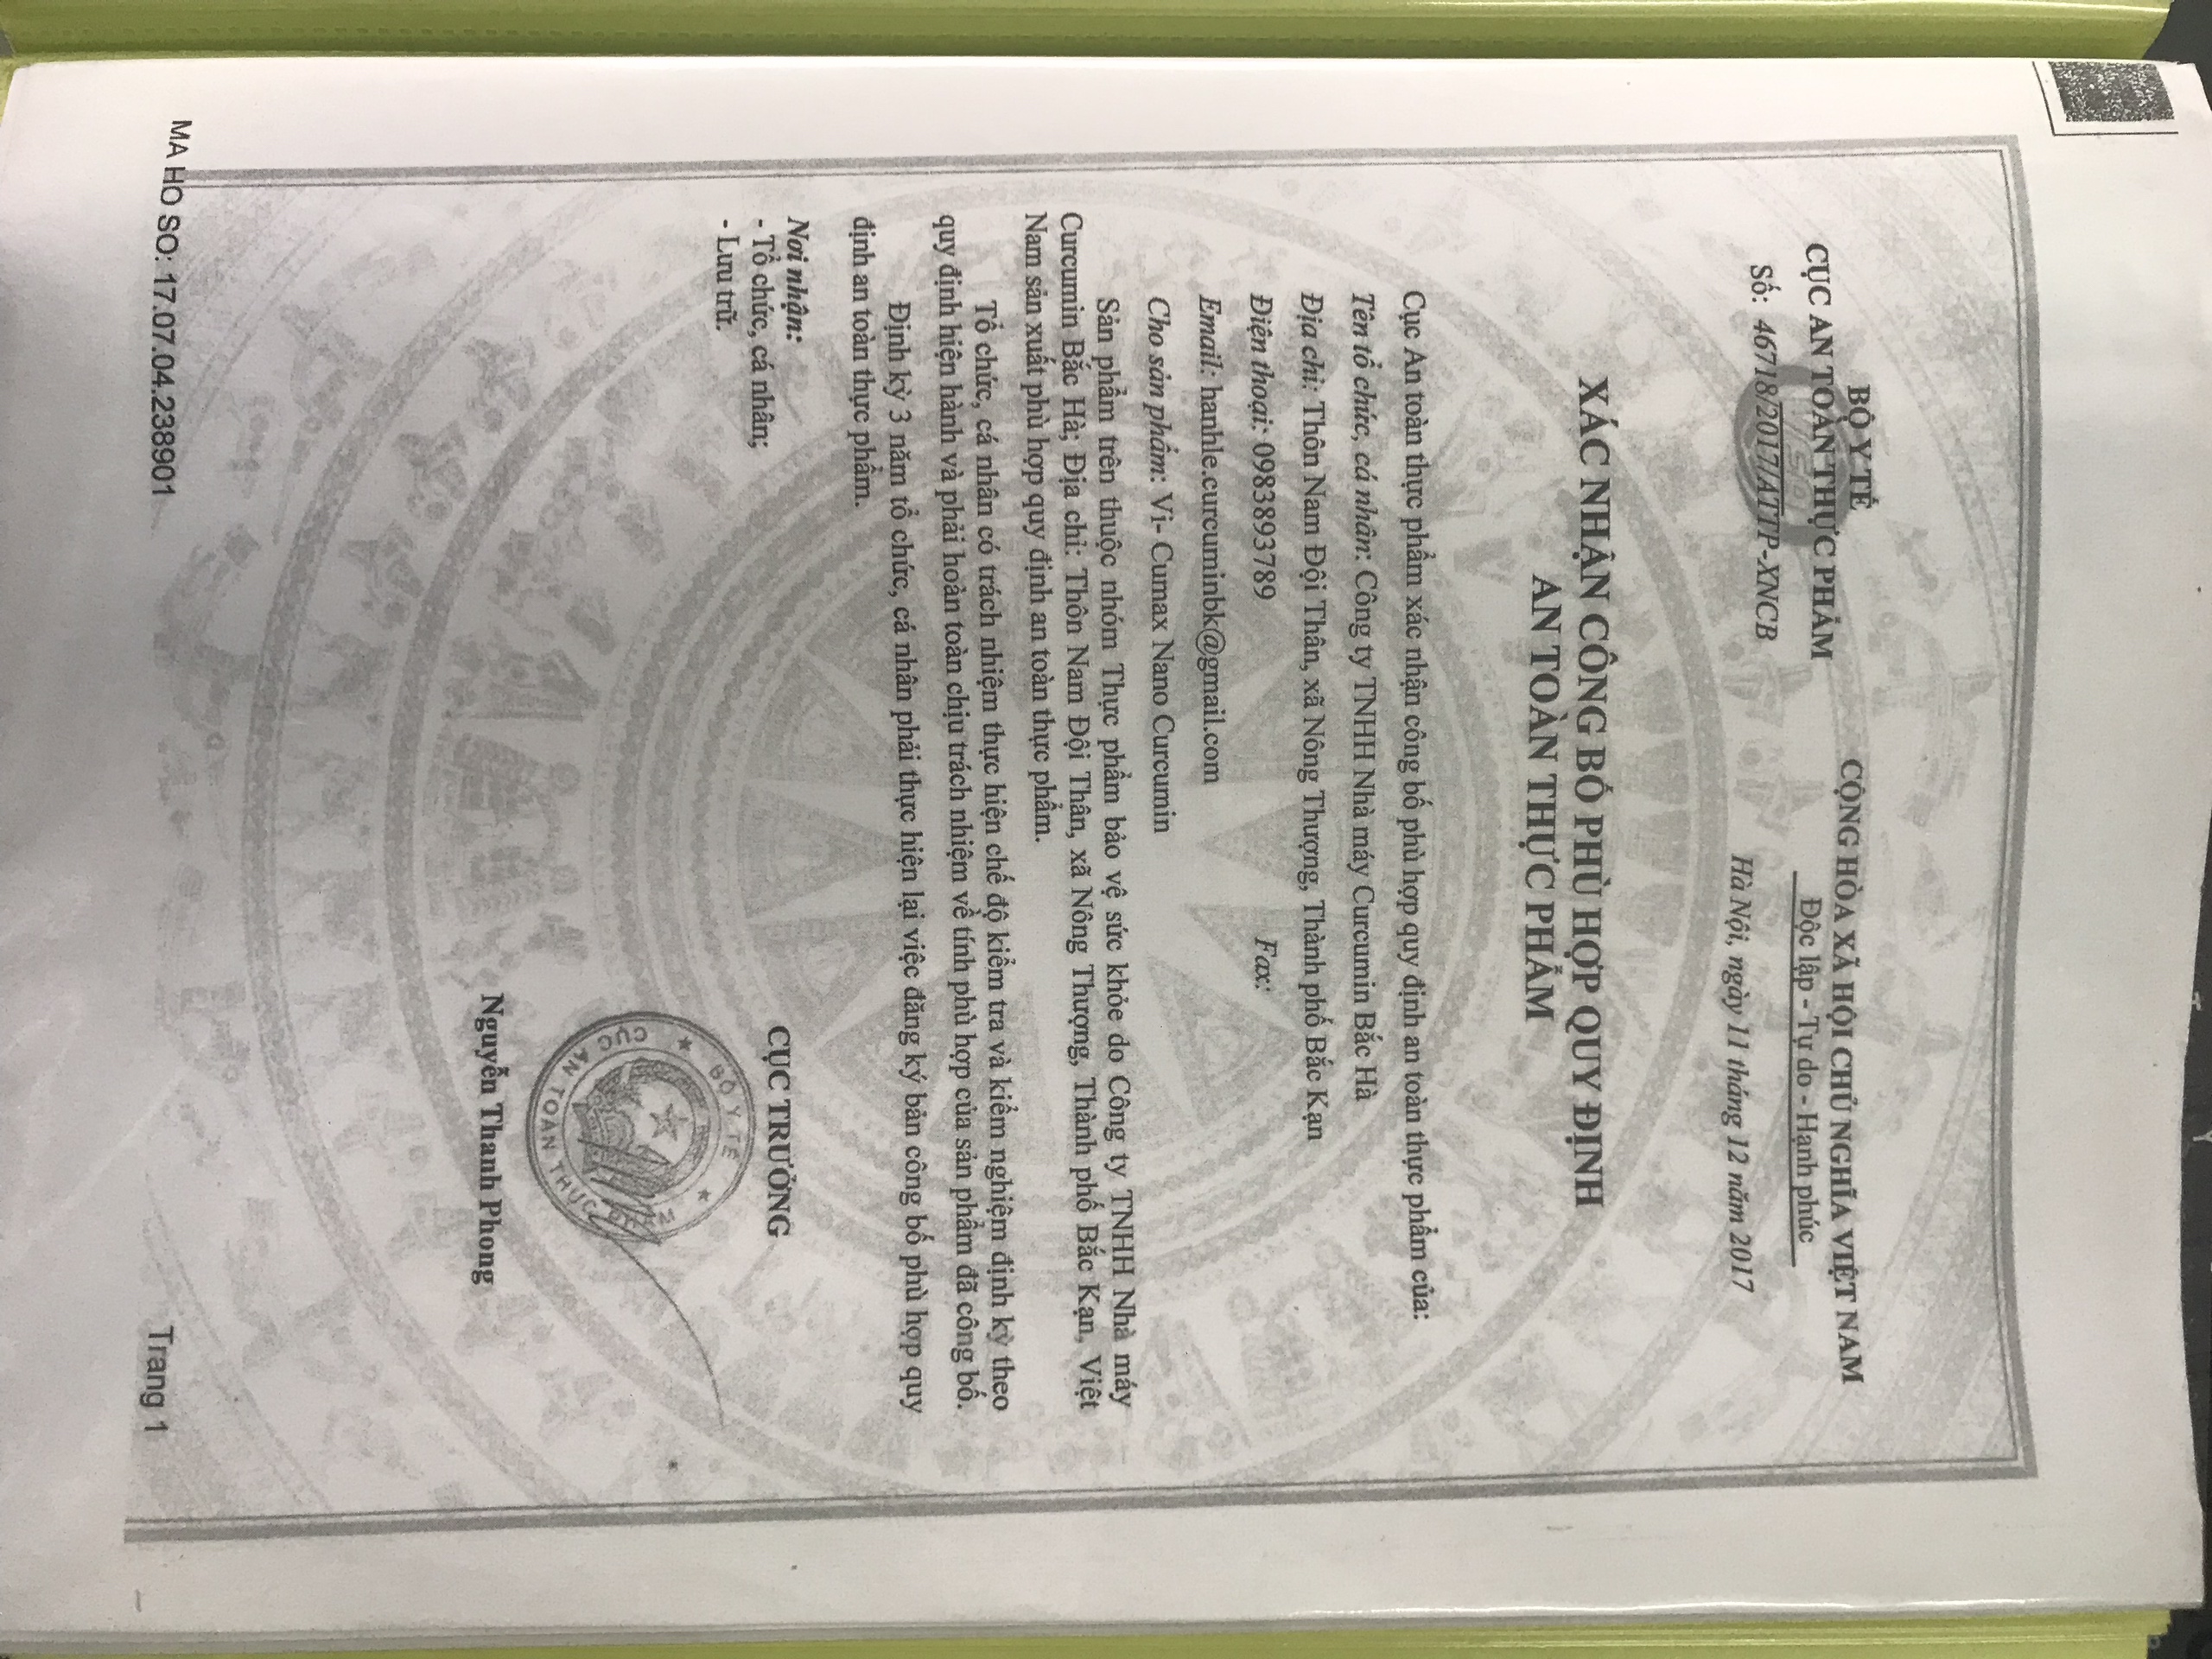 BỘ Y TẾ
CỤC AN TOÀN THỰC PHẨM
Số: 46718/2017/ATTP-XNCB
CỘNG HÒA XÃ HỘI CHỦ NGHĨA VIỆT NAM
Độc lập - Tự do - Hạnh phúc
Hà Nội, ngày 11 tháng 12 năm 2017
XÁC NHẬN CÔNG BỐ PHÙ HỢP QUY ĐỊNH
AN TOÀN THỰC PHẨM
Cục An toàn thực phẩm xác nhận công bố phù hợp quy định an toàn thực phẩm của:
Tên tổ chức, cá nhân: Công ty TNHH Nhà máy Curcumin Bắc Hà
Địa chỉ: Thôn Nam Đội Thân, xã Nông Thượng, Thành phố Bắc Kạn
Điện thoại: 0983893789 Fax:
Email: hanhle.curcuminbk@gmail.com
Cho sản phẩm: Vi- Cumax Nano Curcumin
Sản phẩm trên thuộc nhóm Thực phẩm bảo vệ sức khỏe do Công ty TNHH Nhà máy
Curcumin Bắc Hà; Địa chỉ: Thôn Nam Đội Thân, xã Nông Thượng, Thành phố Bắc Kạn, Việt
Nam sản xuất phù hợp quy định an toàn thực phẩm.
Tổ chức, cá nhân có trách nhiệm thực hiện chế độ kiểm tra và kiểm nghiệm định kỳ theo
quy định hiện hành và phải hoàn toàn chịu trách nhiệm về tính phù hợp của sản phẩm đã công bố.
Định kỳ 3 năm tổ chức, cá nhân phải thực hiện lại việc đăng ký bản công bố phù hợp quy
định an toàn thực phẩm.
Nơi nhận:
- Tổ chức, cá nhân;
- Lưu trữ.
CỤC TRƯỞNG
BỘ Y TẾ
CỤC AN TOÀN THỰC PHẨM
Nguyễn Thanh Phong
MA HO SO: 17.07.04.238901
Trang 1